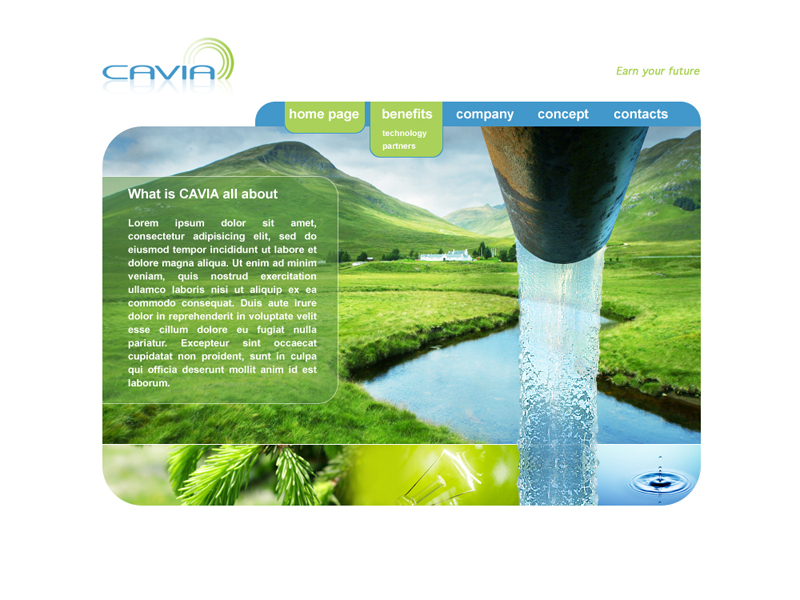 CAVIA
Earn your future
home page benefits company concept contacts
technology
partners
What is CAVIA all about
Lorem ipsum dolor sit amet,
consectetur adipisicing elit, sed do
eiusmod tempor incididunt ut labore et
dolore magna aliqua. Ut enim ad minim
veniam, quis nostrud exercitation
ullamco laboris nisi ut aliquip ex ea
commodo consequat. Duis aute irure
dolor in reprehenderit in voluptate velit
esse cillum dolore eu fugiat nulla
pariatur. Excepteur sint occaecat
cupidatat non proident, sunt in culpa
qui officia deserunt mollit anim id est
laborum.